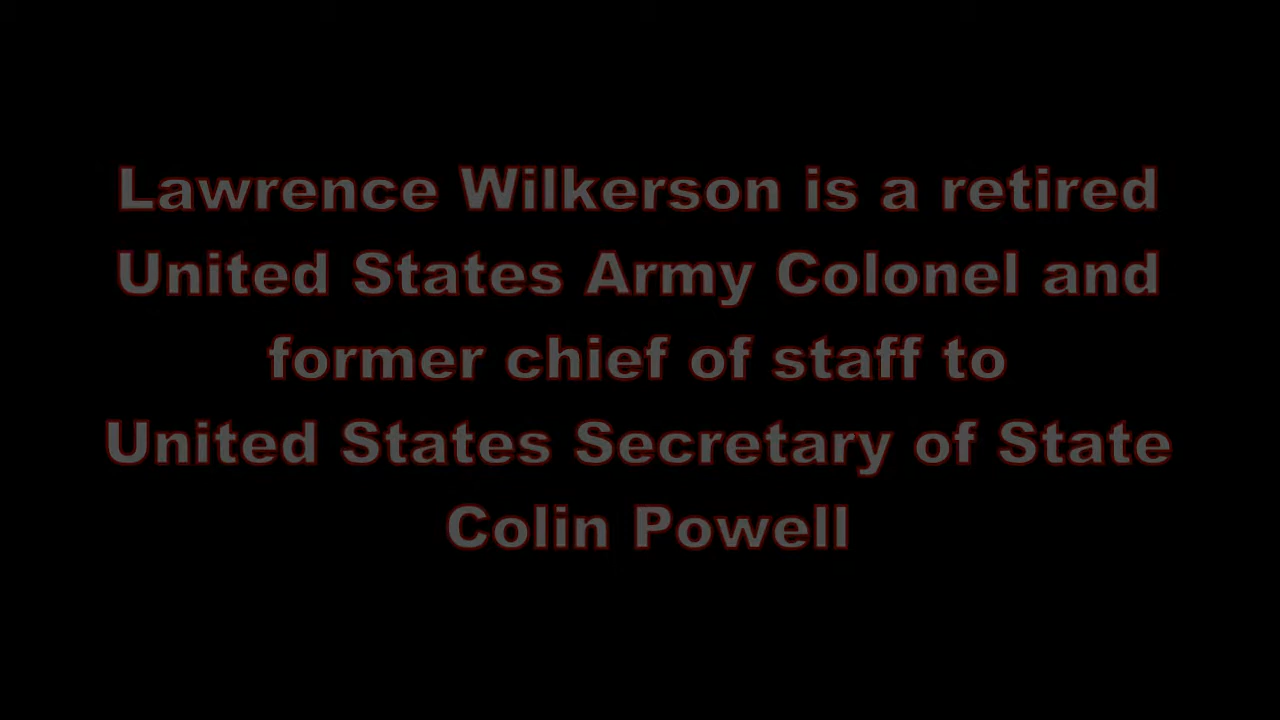 Lawrence Wilkerson is a retired
United States Army Colonel and
former chief of staff to
United States Secretary of State
Colin Powell